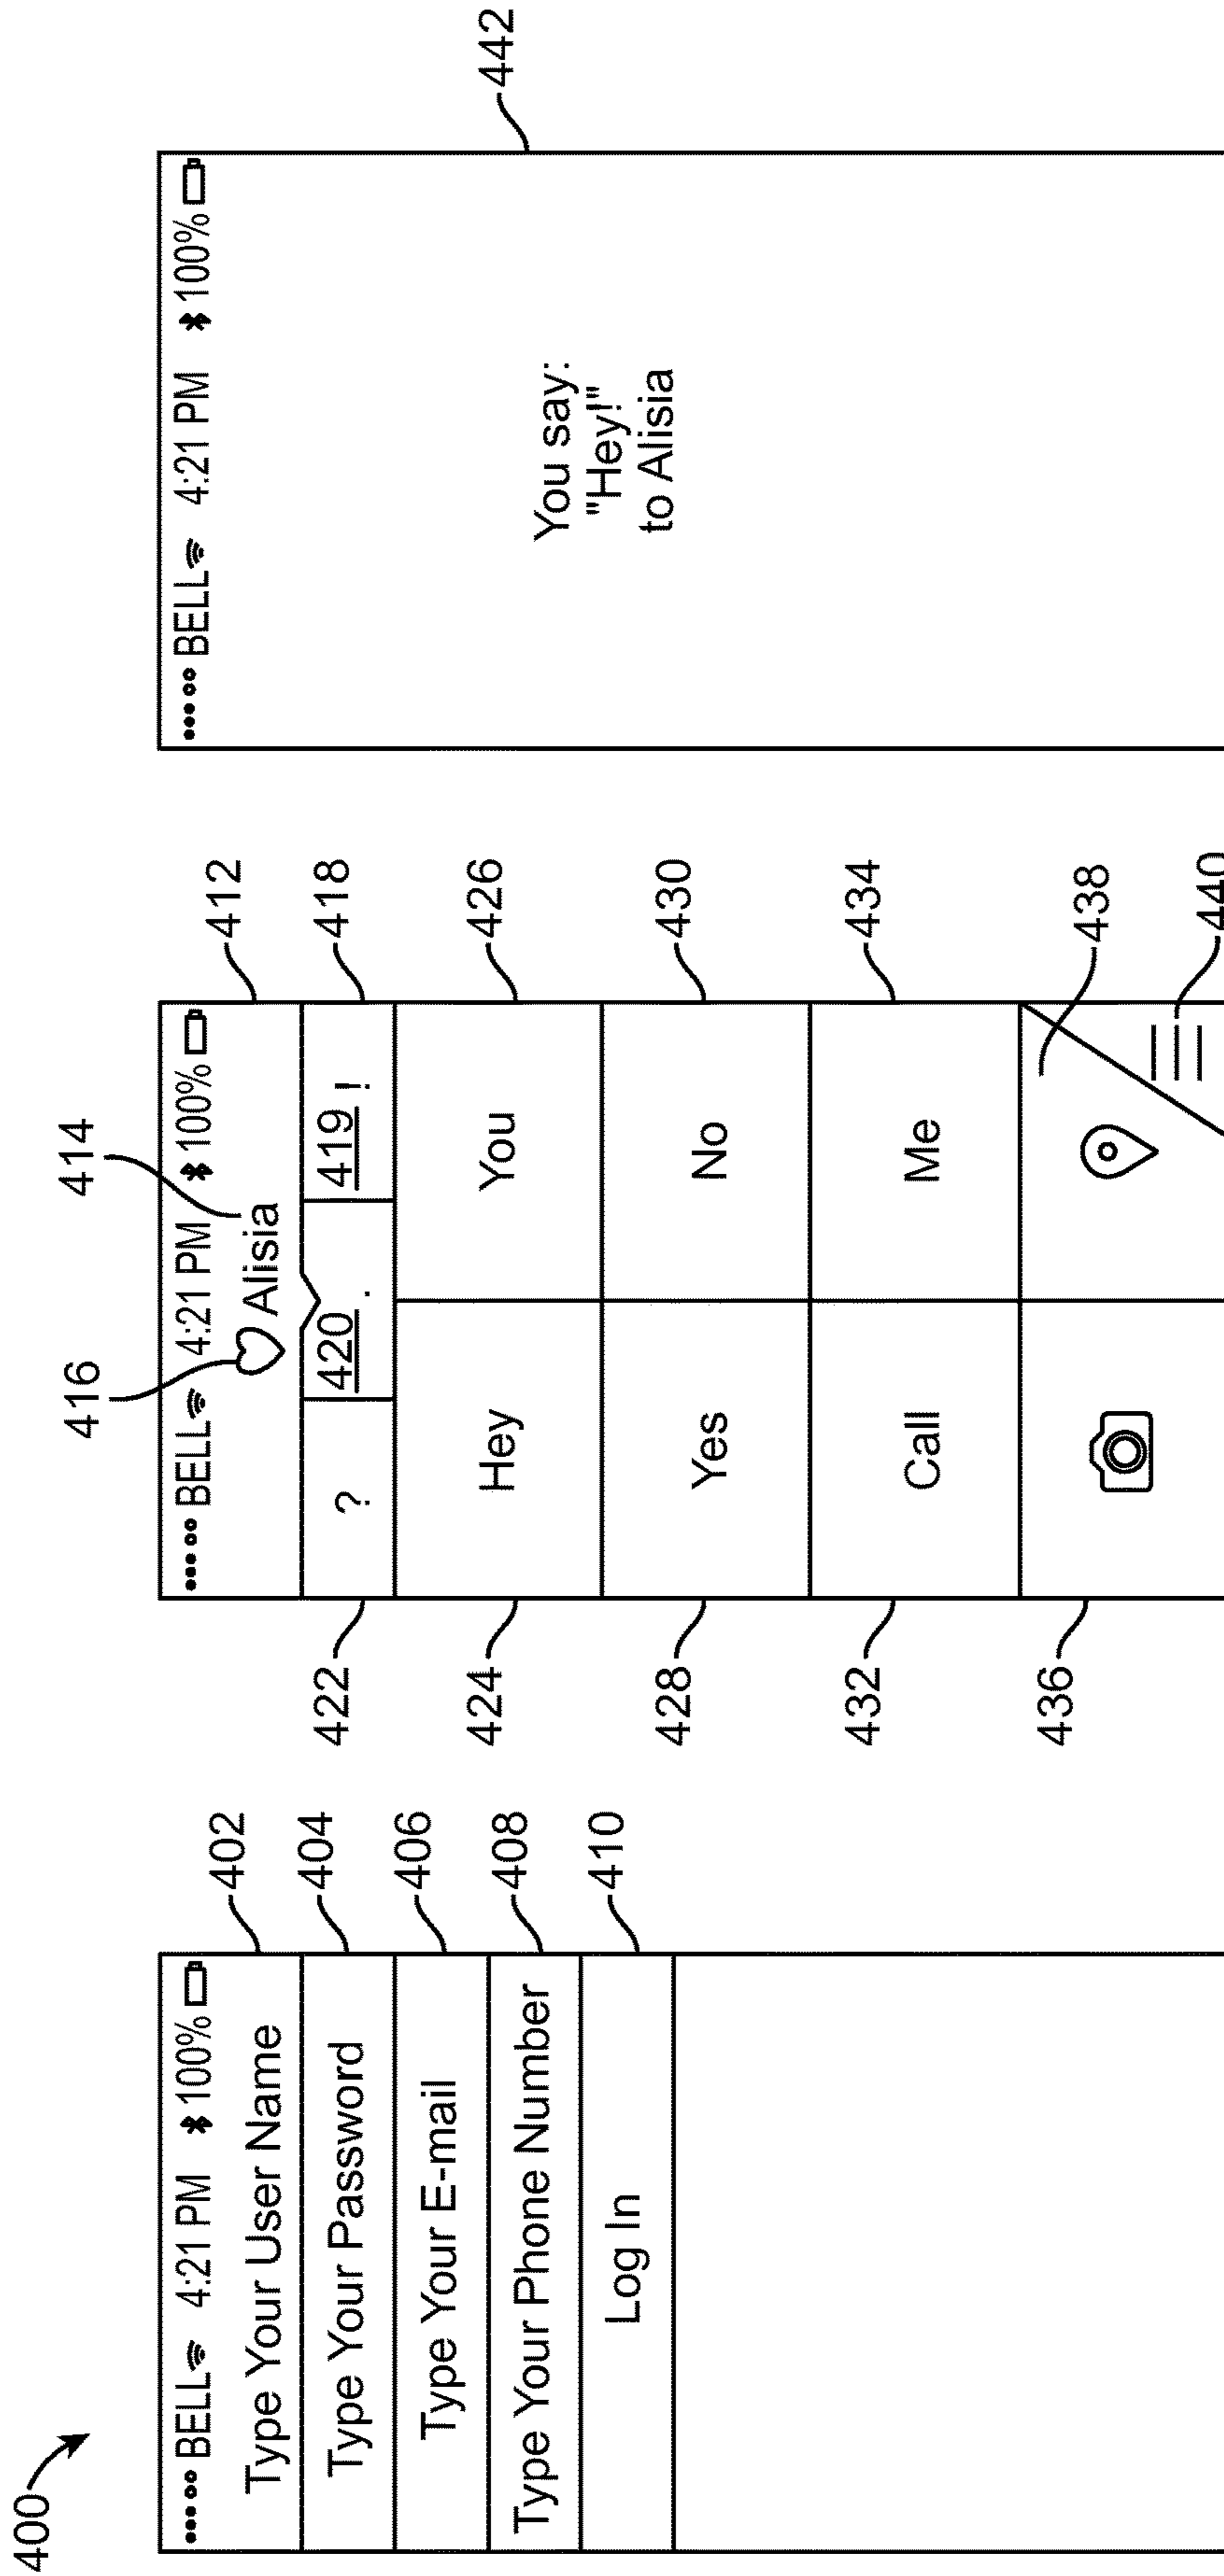 400
BELL 4:21 PM 100%
Type Your User Name
402
Type Your Password
404
Type Your E-mail
406
Type Your Phone Number
408
Log In
410
416
414
BELL 4:21 PM 100%
Alisia
412
? 420 . 419 !
422
418
Hey You
424
426
Yes No
428
430
Call Me
432
434
436
438
440
BELL 4:21 PM 100%
You say:
"Hey!"
to Alisia
442